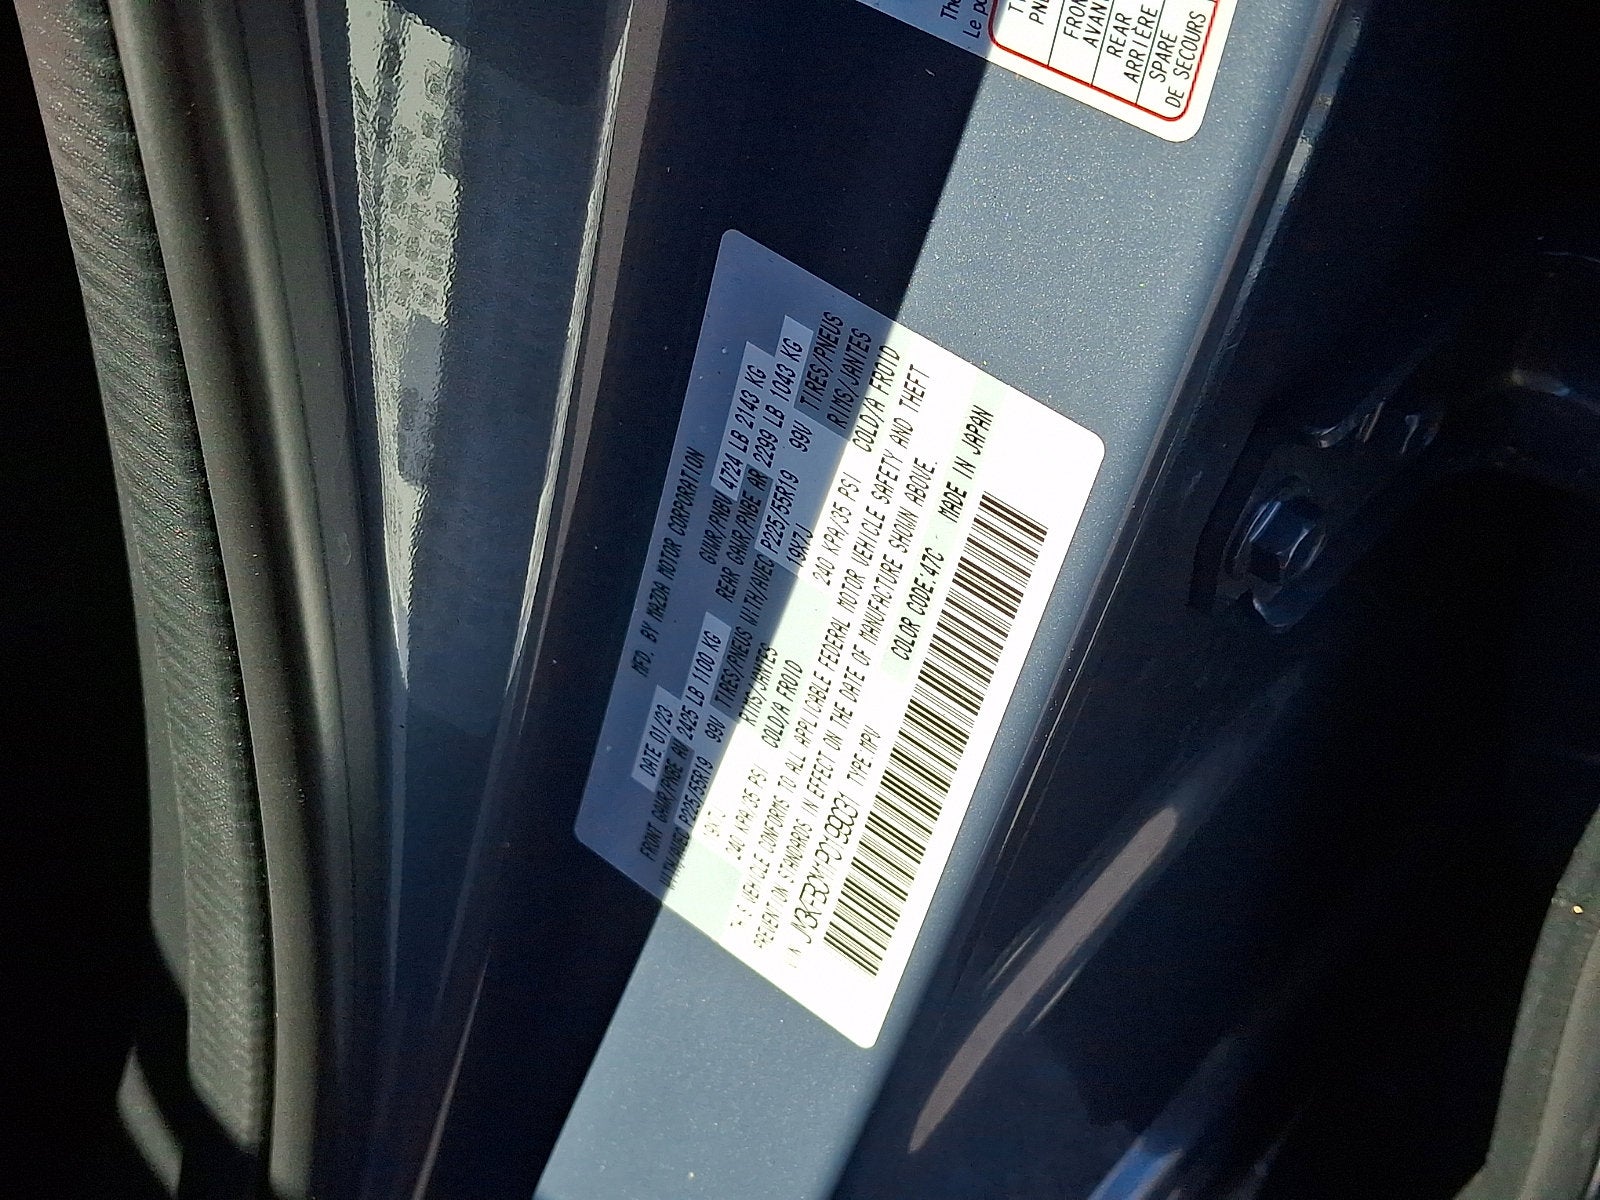 MFD. BY MAZDA MOTOR CORPORATION
DATE 01/23 GVWR/PNBV 4724 LB 2143 KG
FRONT GAWR/PNBE AV 2425 LB 1100 KG REAR GAWR/PNBE AR 2299 LB 1043 KG
WITH/AVEC P225/55R19 99V TIRES/PNEUS WITH/AVEC P225/55R19 99V TIRES/PNEUS
19X7J RIMS/JANTES 19X7J RIMS/JANTES
240 KPA/35 PSI COLD/A FROID 240 KPA/35 PSI COLD/A FROID
THIS VEHICLE CONFORMS TO ALL APPLICABLE FEDERAL MOTOR VEHICLE SAFETY AND THEFT
PREVENTION STANDARDS IN EFFECT ON THE DATE OF MANUFACTURE SHOWN ABOVE.
TYPE MPV COLOR CODE:47C MADE IN JAPAN
Le
FRON
AVAN
REAR
ARRIÈRE
SPARE
DE SECOURS